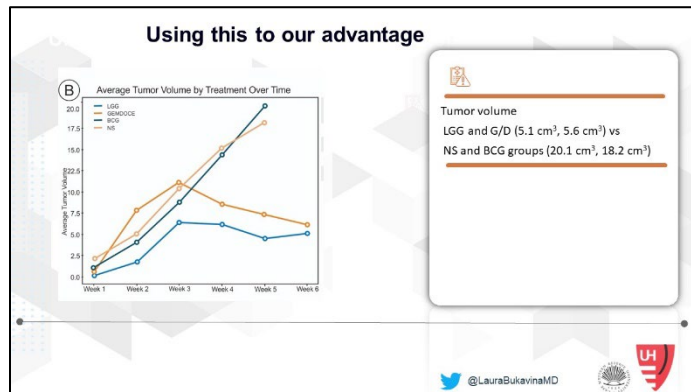 Using this to our advantage
B
Average Tumor Volume by Treatment Over Time
LGG
GEMDOCE
BCG
NS
Average Tumor Volume
20.0
17.5
15.0
12.5
10.0
7.5
5.0
2.5
0.0
Week 1 Week 2 Week 3 Week 4 Week 5 Week 6
Tumor volume
LGG and G/D (5.1 cm³, 5.6 cm³) vs
NS and BCG groups (20.1 cm³, 18.2 cm³)
@LauraBukavinaMD
UH